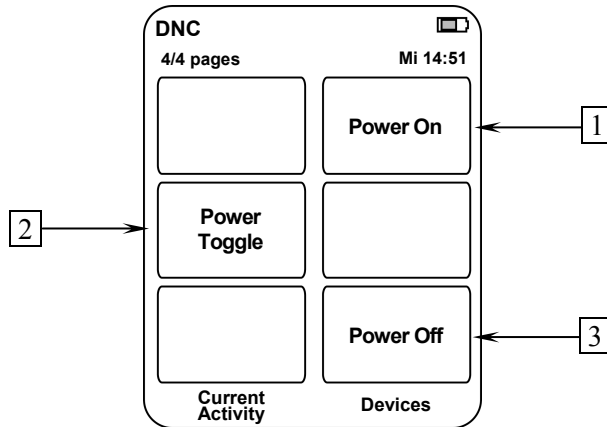 DNC
4/4 pages Mi 14:51
Power On
1
2
Power
Toggle
Power Off
3
Current
Activity
Devices